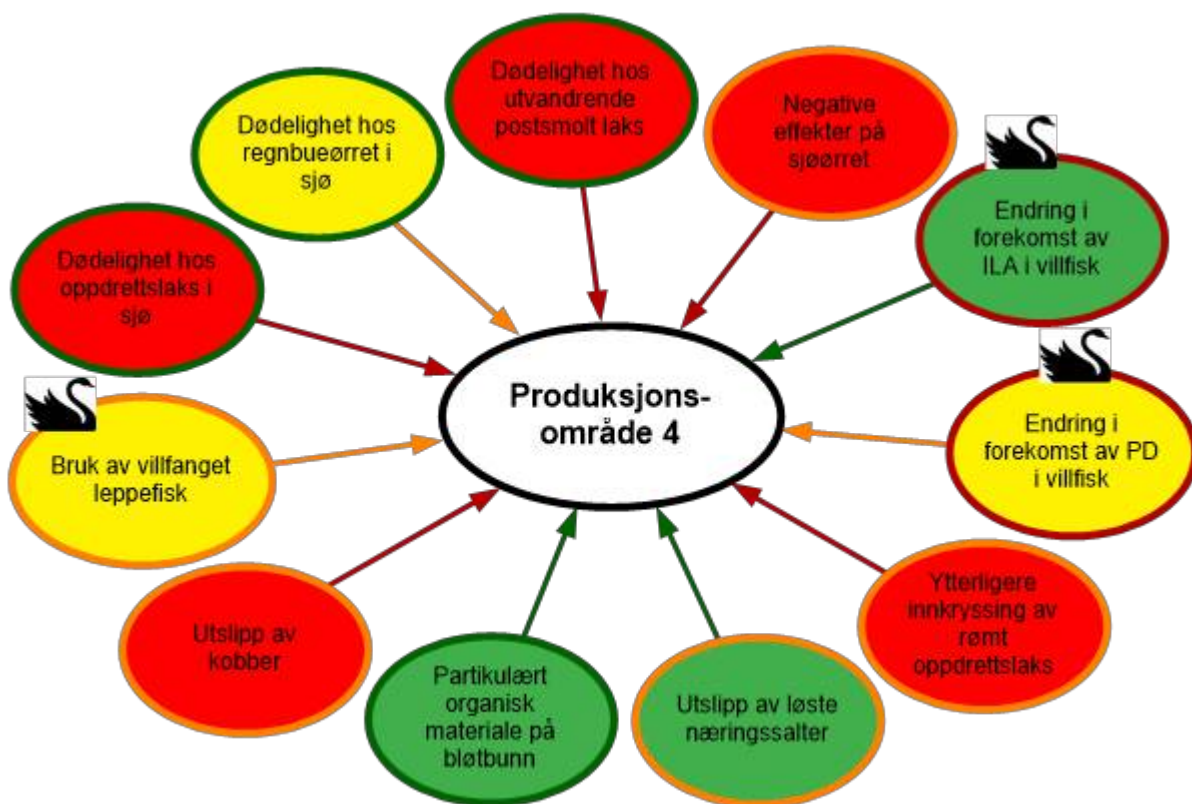 Dødelighet hos
utvandrende
postsmolt laks
Negative
effekter på
sjøørret
Dødelighet hos
regnbueørret i
sjø
Endring i
forekomst av
ILA i villfisk
Dødelighet hos
oppdrettslaks i
sjø
Produksjons-
område 4
Endring i
forekomst av PD
i villfisk
Bruk av villfanget
leppefisk
Ytterligere
innkryssing av
rømt
oppdrettslaks
Utslipp av
kobber
Partikulært
organisk
materiale på
bløtbunn
Utslipp av løste
næringssalter